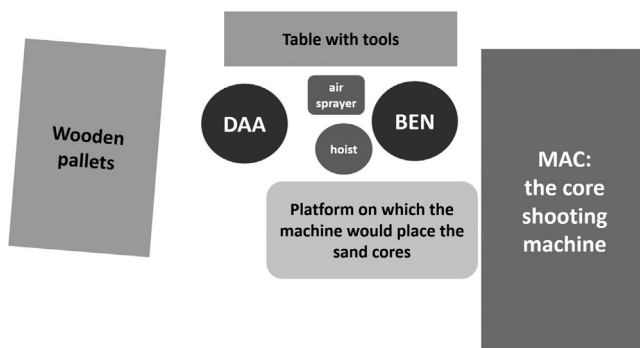 Table with tools
air
sprayer
DAA
BEN
hoist
Wooden
pallets
MAC:
the core
shooting
machine
Platform on which the
machine would place the
sand cores